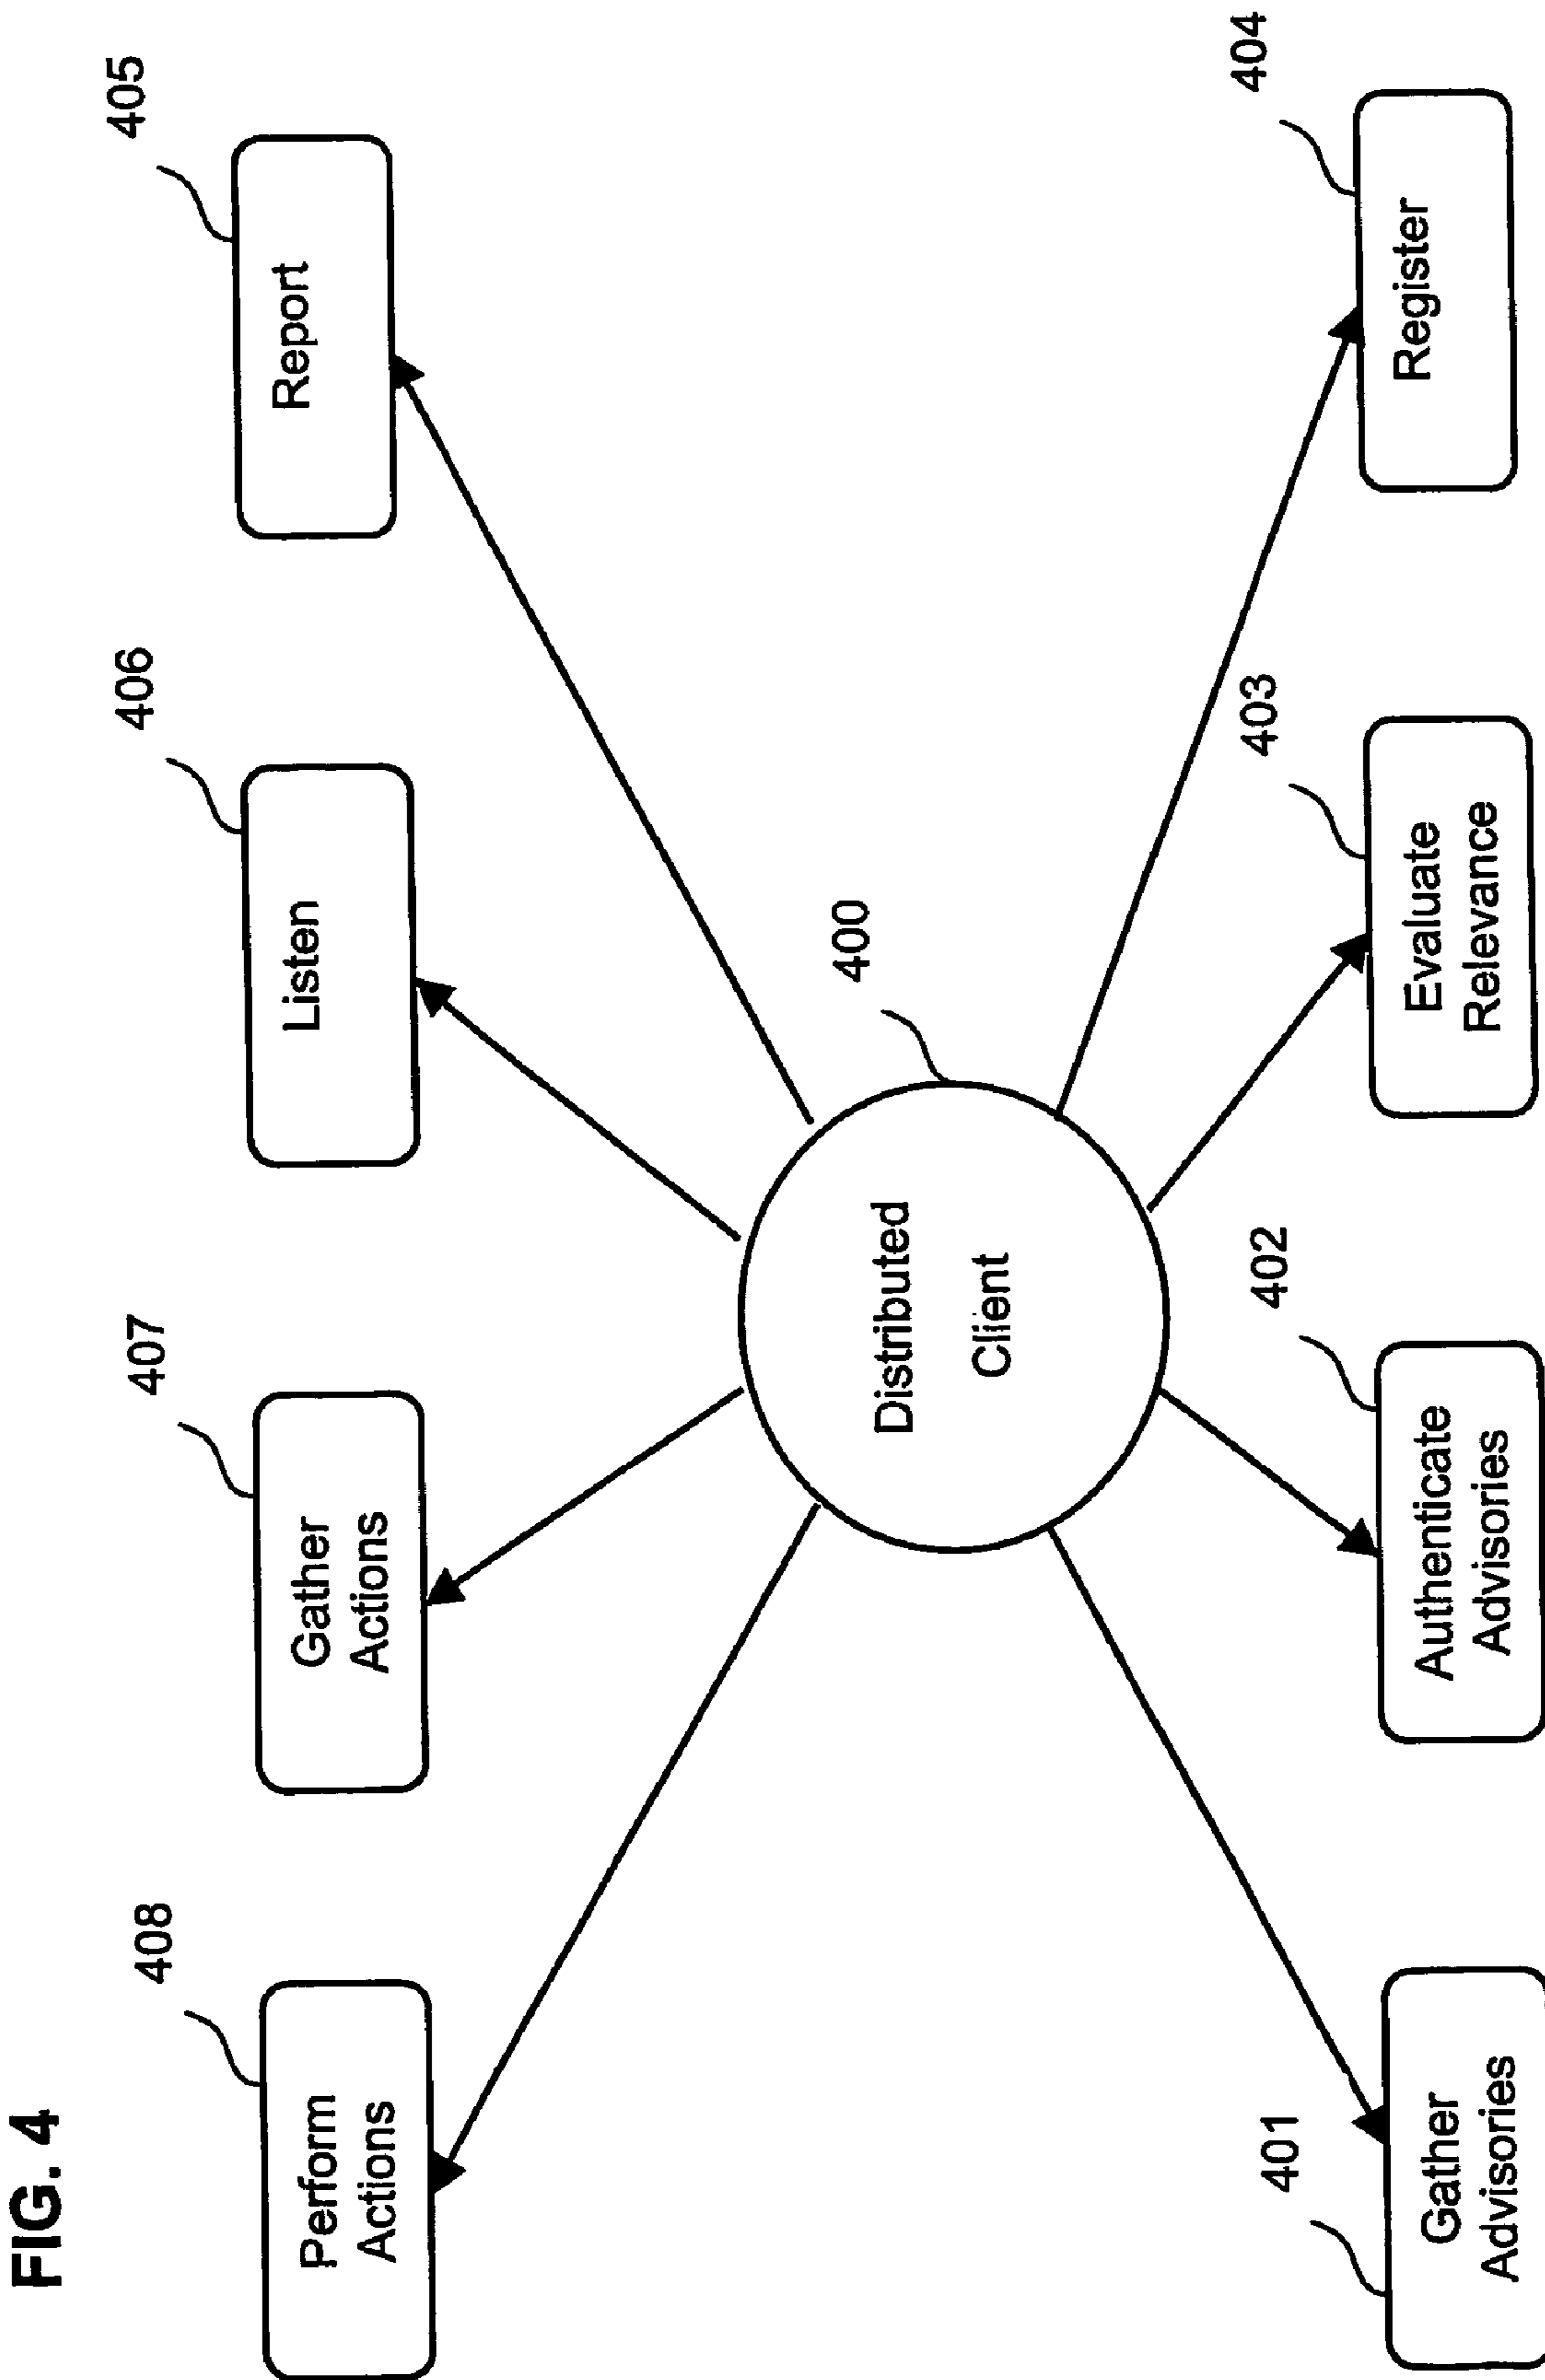 FIG. 4
408
407
406
405
Perform
Actions
Gather
Actions
Listen
Report
400
Distributed
Client
401
402
403
404
Gather
Advisories
Authenticate
Advisories
Evaluate
Relevance
Register